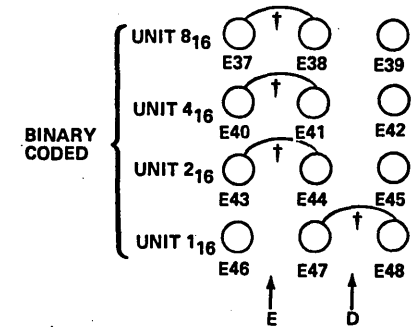 UNIT 8₁₆ †
E37 E38 E39
UNIT 4₁₆ †
E40 E41 E42
BINARY
CODED
UNIT 2₁₆ †
E43 E44 E45
UNIT 1₁₆ †
E46 E47 E48
E D